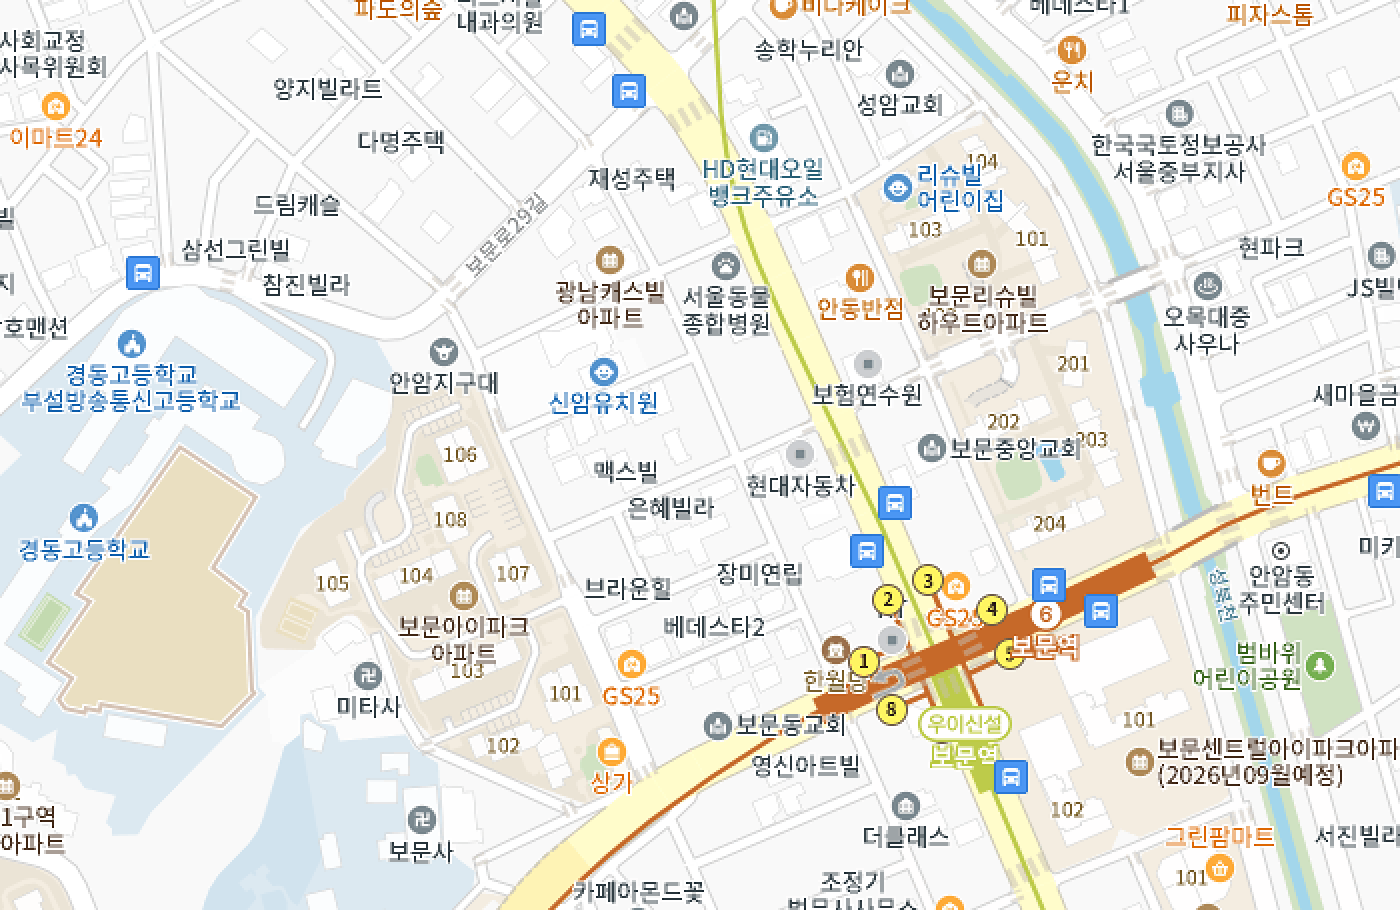 파도의숲
내과의원
비나케이크
베데스타1
피자스톰
사회교정
사목위원회
이마트24
양지빌라트
다명주택
송학누리안
성암교회
운치
한국국토정보공사
서울중부지사
GS25
HD현대오일
뱅크주유소
재성주택
리슈빌
어린이집
104
103
101
드림캐슬
보문로29길
삼선그린빌
참진빌라
현파크
광남캐스빌
아파트
서울동물
종합병원
안동반점
보문리슈빌
하우트아파트
오목대중
사우나
경동고등학교
부설방송통신고등학교
안암지구대
신암유치원
보험연수원
201
202
203
204
새마을금
보문중앙교회
106
맥스빌
현대자동차
은혜빌라
번트
108
경동고등학교
105
104
107
브라운힐
장미연립
안암동
주민센터
성북천
2
3
4
GS25
6
보문역
5
1
8
보문아이파크
아파트
103
베데스타2
범바위
어린이공원
미타사
101
GS25
보문동교회
우이신설
보문역
102
상가
영신아트빌
101
보문센트럴아이파크아파
(2026년09월예정)
102
1구역
아파트
보문사
더클래스
그린팜마트
서진빌라
카페아몬드꽃
조정기
101